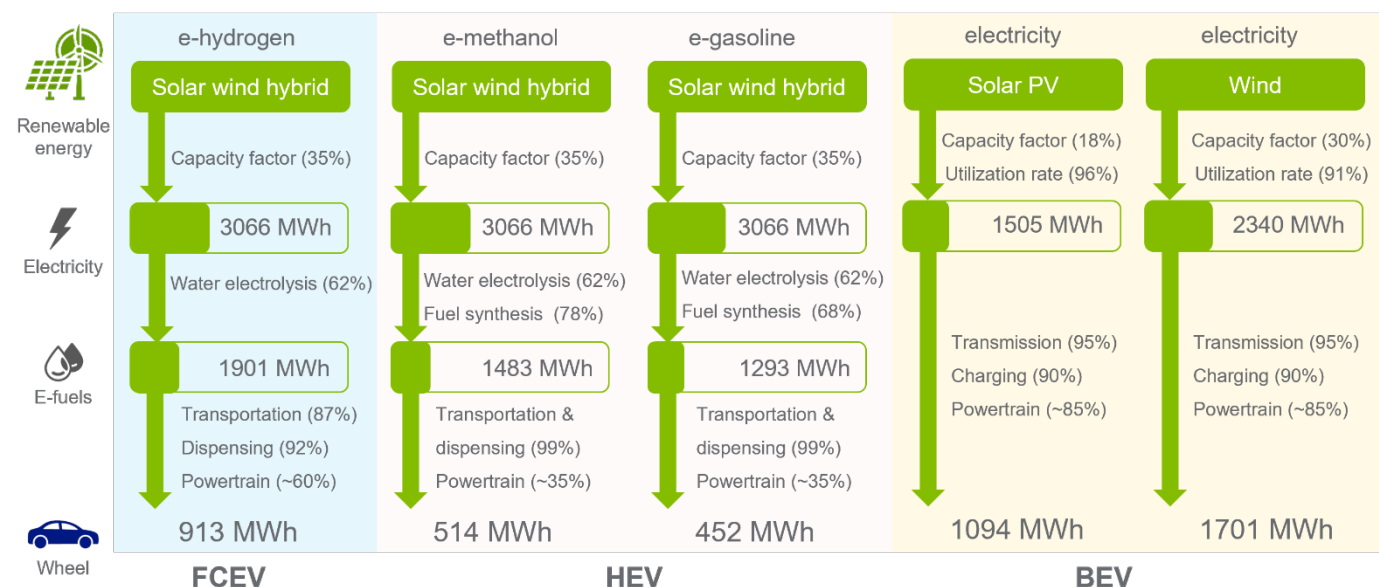 e-hydrogen
e-methanol
e-gasoline
electricity
electricity
Renewable
energy
Solar wind hybrid
Solar wind hybrid
Solar wind hybrid
Solar PV
Wind
Capacity factor (35%)
Capacity factor (35%)
Capacity factor (35%)
Capacity factor (18%)
Utilization rate (96%)
Capacity factor (30%)
Utilization rate (91%)
Electricity
3066 MWh
3066 MWh
3066 MWh
1505 MWh
2340 MWh
Water electrolysis (62%)
Water electrolysis (62%)
Fuel synthesis (78%)
Water electrolysis (62%)
Fuel synthesis (68%)
E-fuels
1901 MWh
1483 MWh
1293 MWh
Transmission (95%)
Charging (90%)
Powertrain (~85%)
Transmission (95%)
Charging (90%)
Powertrain (~85%)
Transportation (87%)
Dispensing (92%)
Powertrain (~60%)
Transportation &
dispensing (99%)
Powertrain (~35%)
Transportation &
dispensing (99%)
Powertrain (~35%)
Wheel
913 MWh
514 MWh
452 MWh
1094 MWh
1701 MWh
FCEV
HEV
BEV